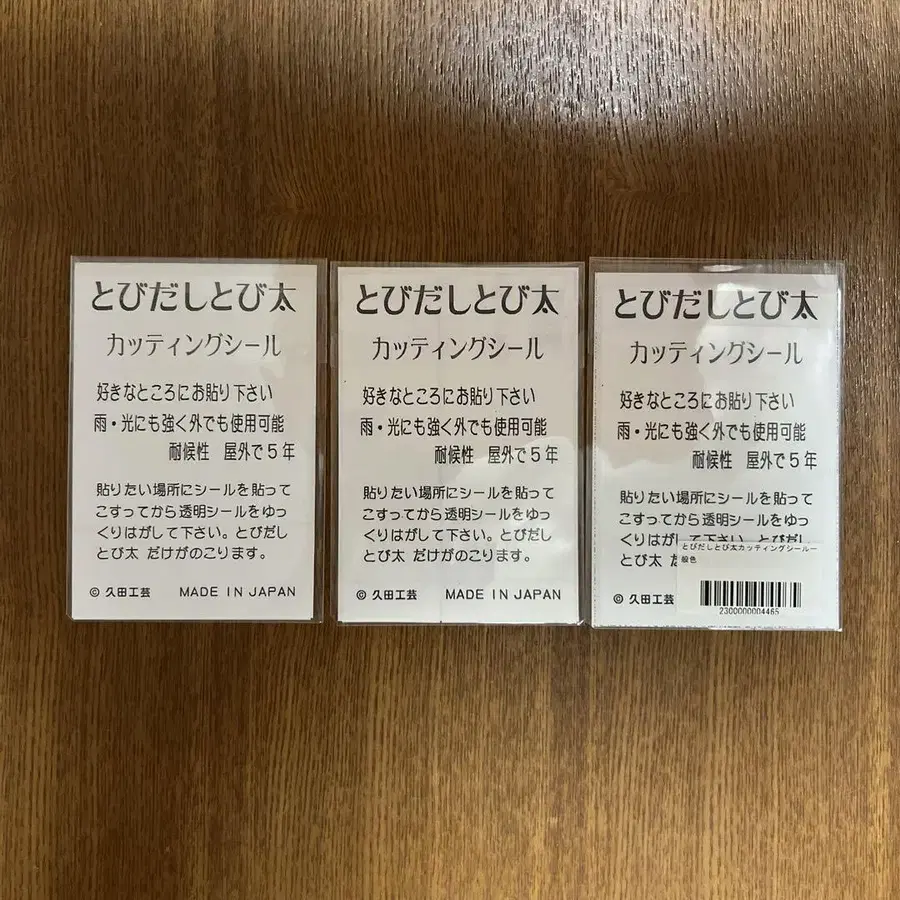 とびだしとび太
カッティングシール
好きなところにお貼り下さい
雨・光にも強く外でも使用可能
耐候性 屋外で5年
貼りたい場所にシールを貼って
こすってから透明シールをゆっ
くりはがして下さい。とびだし
とび太 だけがのこります。
© 久田工芸 MADE IN JAPAN
とびだしとび太
カッティングシール
好きなところにお貼り下さい
雨・光にも強く外でも使用可能
耐候性 屋外で5年
貼りたい場所にシールを貼って
こすってから透明シールをゆっ
くりはがして下さい。とびだし
とび太 だけがのこります。
© 久田工芸 MADE IN JAPAN
とびだしとび太
カッティングシール
好きなところにお貼り下さい
雨・光にも強く外でも使用可能
耐候性 屋外で5年
貼りたい場所にシールを貼って
こすってから透明シールをゆっ
くりはがして下さい。とびだし
とび太 だ
© 久田工芸
とびだしとび太カッティングシール一
般色
2300000004465